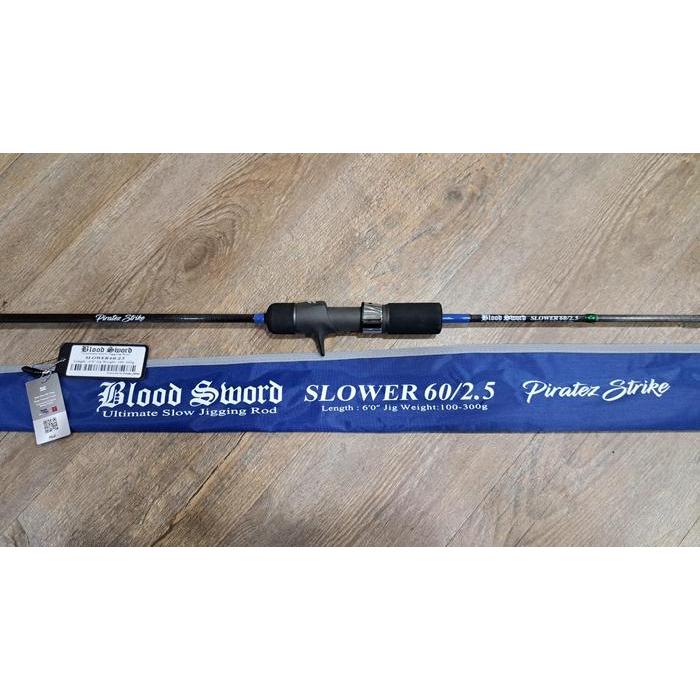 Piratez Strike
Blood Sword SLOWER 60/2.5
Blood Sword
SLOWER 60/2.5
Blood Sword SLOWER 60/2.5 Piratez Strike
Ultimate Slow Jigging Rod Length : 6'0" Jig Weight:100-300g